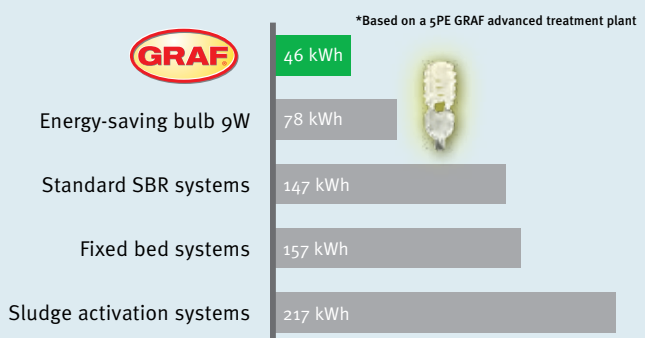 *Based on a 5PE GRAF advanced treatment plant
GRAF® 46 kWh
Energy-saving bulb 9W 78 kWh
Standard SBR systems 147 kWh
Fixed bed systems 157 kWh
Sludge activation systems 217 kWh